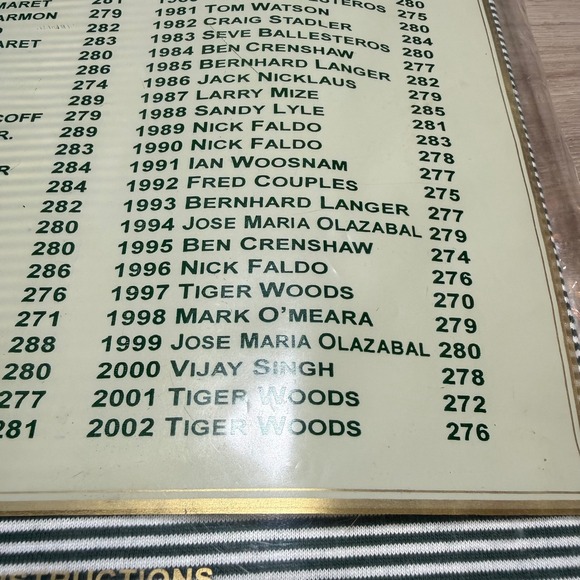 MARET
ARMON 279
282
ARET 283
280
286
274
289
COFF 279
R. 289
283
ER 284
284
282
280
280
286
276
271
288
280
277
281
280
LLESTEROS 275
1981 TOM WATSON 280
1982 CRAIG STADLER 284
1983 SEVE BALLESTEROS 280
1984 BEN CRENSHAW 277
1985 BERNHARD LANGER 282
1986 JACK NICKLAUS 279
1987 LARRY MIZE 285
1988 SANDY LYLE 281
1989 NICK FALDO 283
1990 NICK FALDO 278
1991 IAN WOOSNAM 277
1992 FRED COUPLES 275
1993 BERNHARD LANGER 277
1994 JOSE MARIA OLAZABAL 279
1995 BEN CRENSHAW 274
1996 NICK FALDO 276
1997 TIGER WOODS 270
1998 MARK O'MEARA 279
1999 JOSE MARIA OLAZABAL 280
2000 VIJAY SINGH 278
2001 TIGER WOODS 272
2002 TIGER WOODS 276
STRUCTIONS